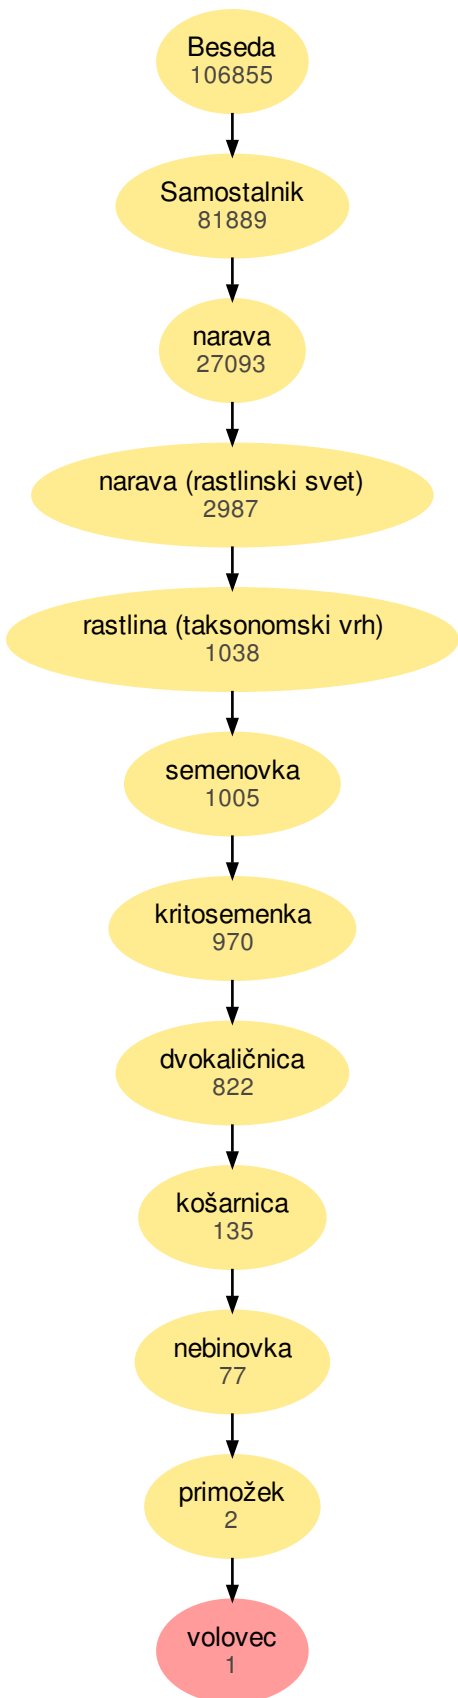 Beseda
106855
Samostalnik
81889
narava
27093
narava (rastlinski svet)
2987
rastlina (taksonomski vrh)
1038
semenovka
1005
kritosemenka
970
dvokaličnica
822
košarnica
135
nebinovka
77
primožek
2
volovec
1